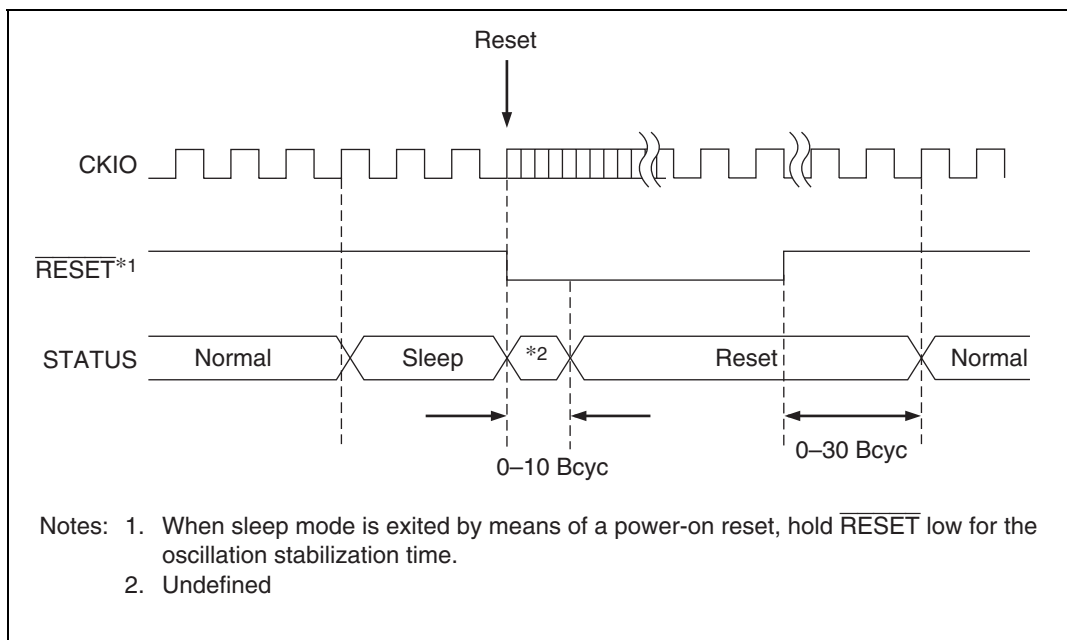 Reset
CKIO
RESET*1
STATUS
Normal
Sleep
*2
Reset
Normal
0–10 Bcyc
0–30 Bcyc
Notes: 1. When sleep mode is exited by means of a power-on reset, hold RESET low for the
oscillation stabilization time.
2. Undefined